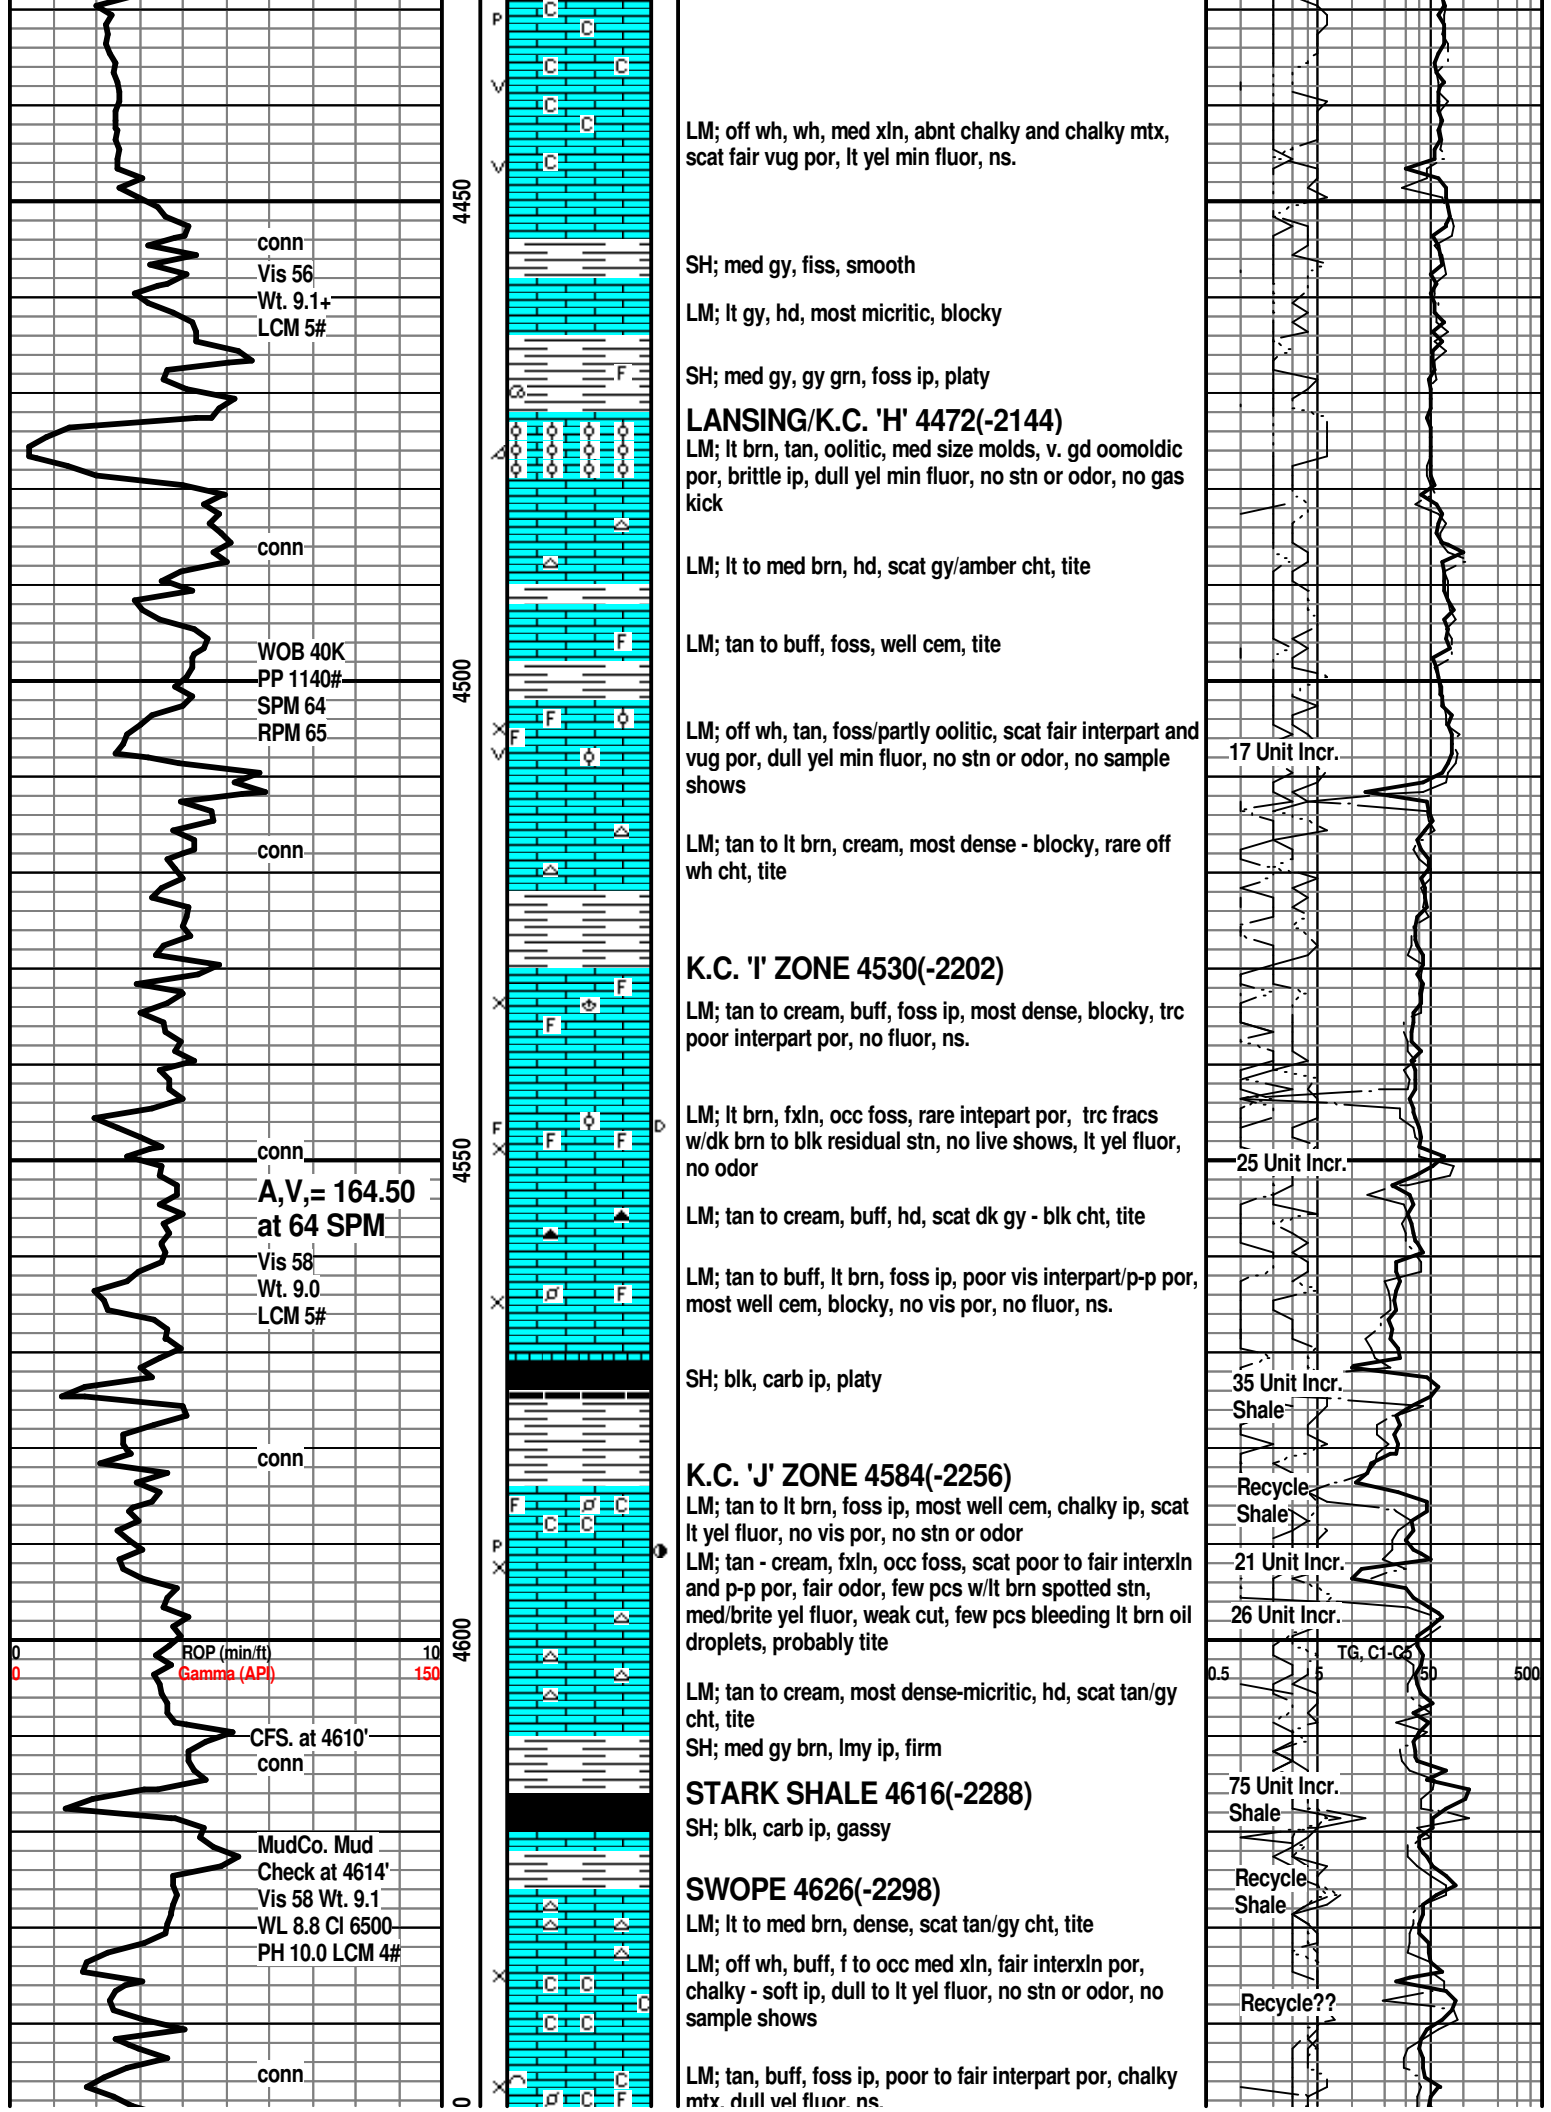 LM; off wh, wh, med xln, abnt chalky and chalky mtx,
scat fair vug por, lt yel min fluor, ns.
4450
conn
Vis 56
Wt. 9.1+
LCM 5#
SH; med gy, fiss, smooth
LM; lt gy, hd, most micritic, blocky
SH; med gy, gy grn, foss ip, platy
LANSING/K.C. 'H' 4472(-2144)
LM; lt brn, tan, oolitic, med size molds, v. gd oomoldic
por, brittle ip, dull yel min fluor, no stn or odor, no gas
kick
conn
LM; lt to med brn, hd, scat gy/amber cht, tite
LM; tan to buff, foss, well cem, tite
WOB 40K
PP 1140#
SPM 64
RPM 65
4500
LM; off wh, tan, foss/partly oolitic, scat fair interpart and
vug por, dull yel min fluor, no stn or odor, no sample
shows
17 Unit Incr.
conn
LM; tan to lt brn, cream, most dense - blocky, rare off
wh cht, tite
K.C. 'I' ZONE 4530(-2202)
LM; tan to cream, buff, foss ip, most dense, blocky, trc
poor interpart por, no fluor, ns.
LM; lt brn, fxln, occ foss, rare intepart por, trc fracs
w/dk brn to blk residual stn, no live shows, lt yel fluor,
no odor
conn
4550
25 Unit Incr.
A,V,= 164.50
at 64 SPM
Vis 58
Wt. 9.0
LCM 5#
LM; tan to cream, buff, hd, scat dk gy - blk cht, tite
LM; tan to buff, lt brn, foss ip, poor vis interpart/p-p por,
most well cem, blocky, no vis por, no fluor, ns.
SH; blk, carb ip, platy
35 Unit Incr.
Shale
conn
K.C. 'J' ZONE 4584(-2256)
Recycle
Shale
LM; tan to lt brn, foss ip, most well cem, chalky ip, scat
lt yel fluor, no vis por, no stn or odor
LM; tan - cream, fxln, occ foss, scat poor to fair interxln
and p-p por, fair odor, few pcs w/lt brn spotted stn,
med/brite yel fluor, weak cut, few pcs bleeding lt brn oil
droplets, probably tite
21 Unit Incr.
26 Unit Incr.
4600
0 ROP (min/ft) 10
0 Gamma (API) 150
TG, C1-C5
0.5 5 50 500
LM; tan to cream, most dense-micritic, hd, scat tan/gy
cht, tite
CFS. at 4610'
conn
SH; med gy brn, lmy ip, firm
STARK SHALE 4616(-2288)
75 Unit Incr.
Shale
SH; blk, carb ip, gassy
MudCo. Mud
Check at 4614'
Vis 58 Wt. 9.1
WL 8.8 Cl 6500
PH 10.0 LCM 4#
SWOPE 4626(-2298)
Recycle
Shale
LM; lt to med brn, dense, scat tan/gy cht, tite
LM; off wh, buff, f to occ med xln, fair interxln por,
chalky - soft ip, dull to lt yel fluor, no stn or odor, no
sample shows
Recycle??
conn
LM; tan, buff, foss ip, poor to fair interpart por, chalky
mtx, dull yel fluor, ns.